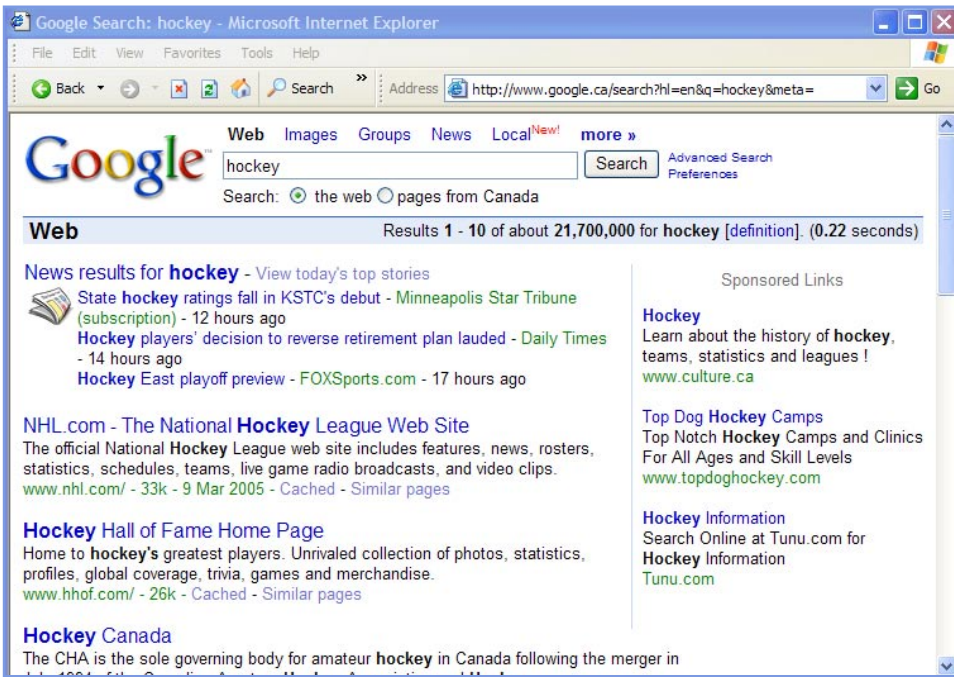 Google Search: hockey - Microsoft Internet Explorer
File Edit View Favorites Tools Help
Back Search » Address http://www.google.ca/search?hl=en&q=hockey&meta= Go
Google™
Web Images Groups News Local New! more »
hockey Search Advanced Search
Preferences
Search: the web pages from Canada
Web Results 1 - 10 of about 21,700,000 for hockey [definition]. (0.22 seconds)
News results for hockey - View today's top stories
State hockey ratings fall in KSTC's debut - Minneapolis Star Tribune
(subscription) - 12 hours ago
Hockey players' decision to reverse retirement plan lauded - Daily Times
- 14 hours ago
Hockey East playoff preview - FOXSports.com - 17 hours ago
NHL.com - The National Hockey League Web Site
The official National Hockey League web site includes features, news, rosters,
statistics, schedules, teams, live game radio broadcasts, and video clips.
www.nhl.com/ - 33k - 9 Mar 2005 - Cached - Similar pages
Hockey Hall of Fame Home Page
Home to hockey's greatest players. Unrivaled collection of photos, statistics,
profiles, global coverage, trivia, games and merchandise.
www.hhof.com/ - 26k - Cached - Similar pages
Hockey Canada
The CHA is the sole governing body for amateur hockey in Canada following the merger in
Sponsored Links
Hockey
Learn about the history of hockey,
teams, statistics and leagues !
www.culture.ca
Top Dog Hockey Camps
Top Notch Hockey Camps and Clinics
For All Ages and Skill Levels
www.topdoghockey.com
Hockey Information
Search Online at Tunu.com for
Hockey Information
Tunu.com